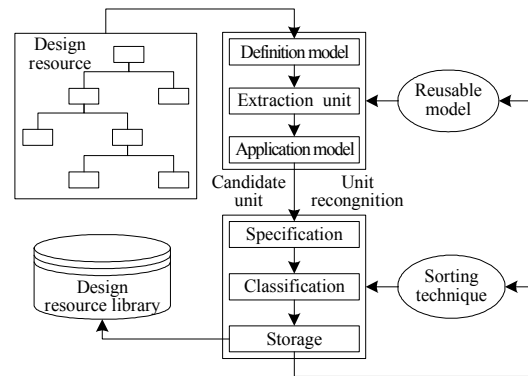 Design
resource
Definition model
Extraction unit
Application model
Reusable
model
Candidate
unit
Unit
recongnition
Specification
Classification
Storage
Sorting
technique
Design
resource library